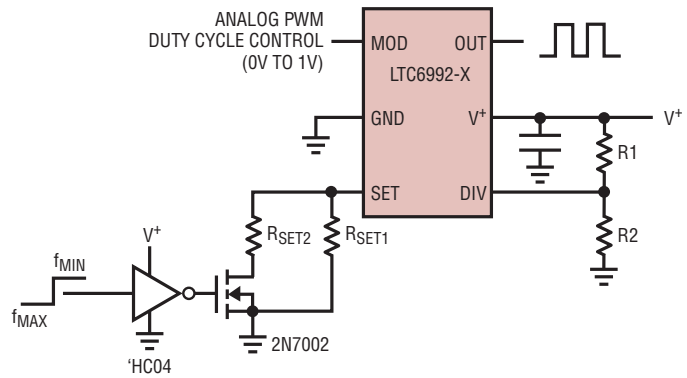 ANALOG PWM
DUTY CYCLE CONTROL
(0V TO 1V)
MOD
OUT
LTC6992-X
GND
V+
V+
R1
SET
DIV
R2
RSET2
RSET1
V+
fMIN
fMAX
2N7002
‘HC04